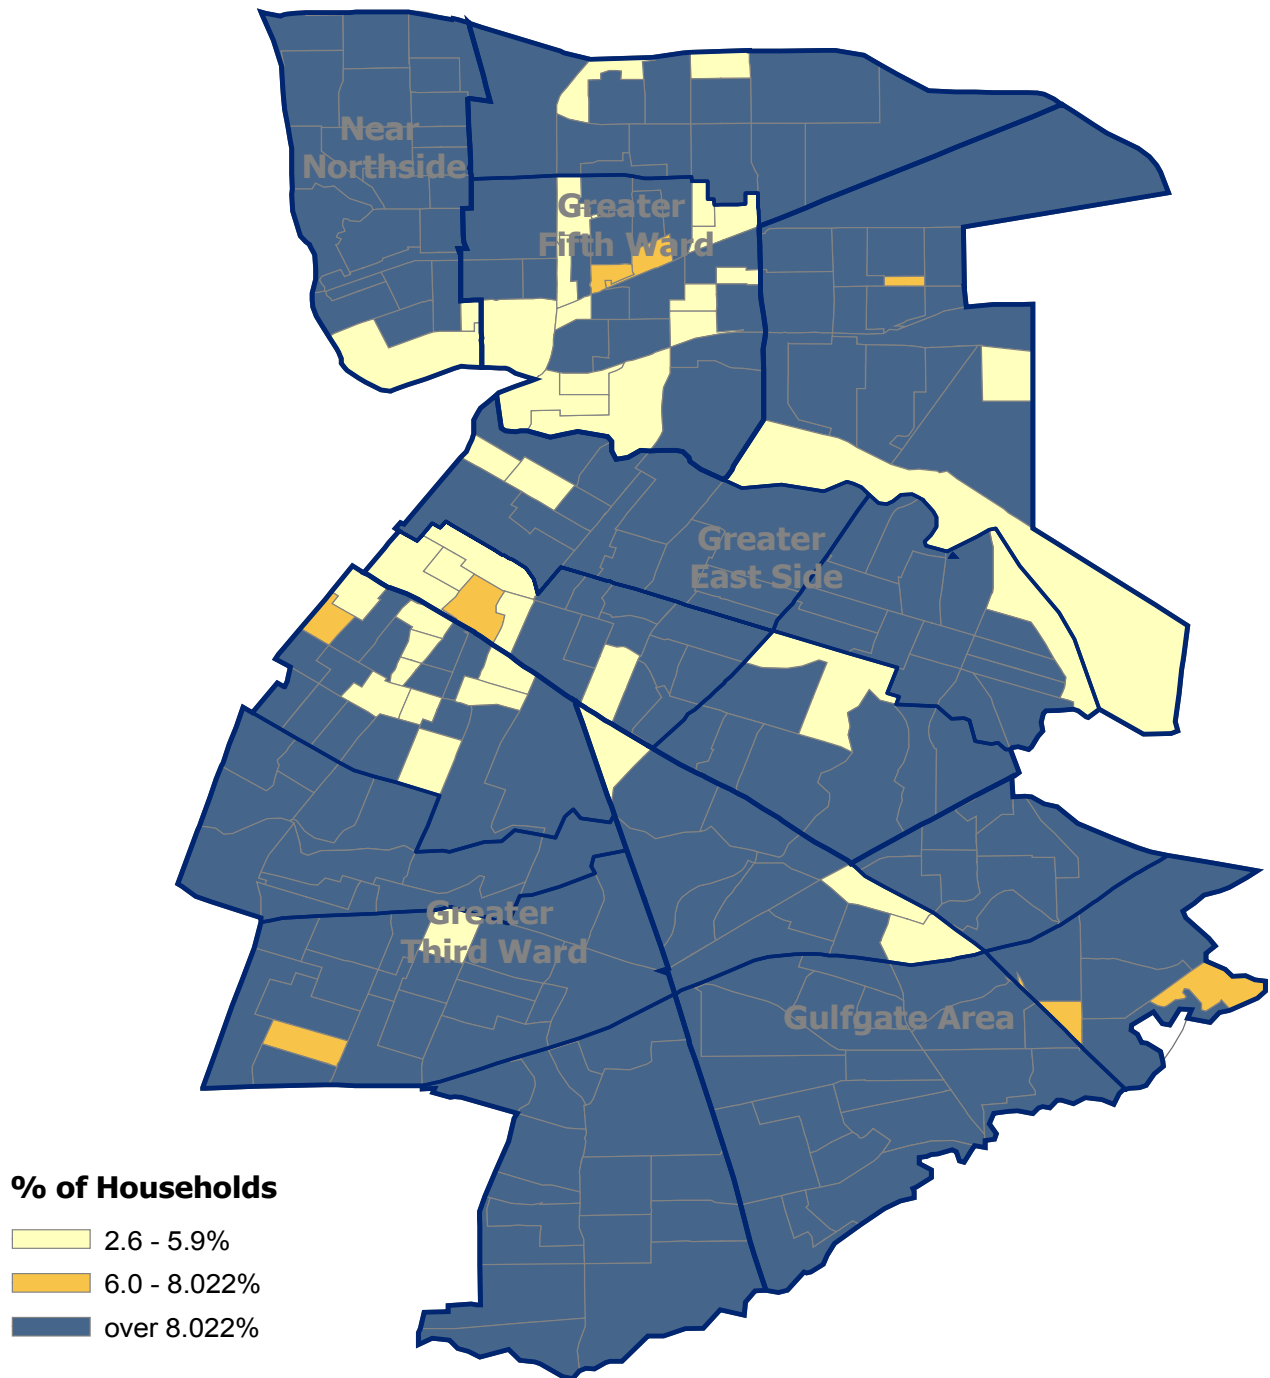 Near
Northside
Greater
Fifth Ward
Greater
East Side
Greater
Third Ward
Gulfgate Area
% of Households
2.6 - 5.9%
6.0 - 8.022%
over 8.022%